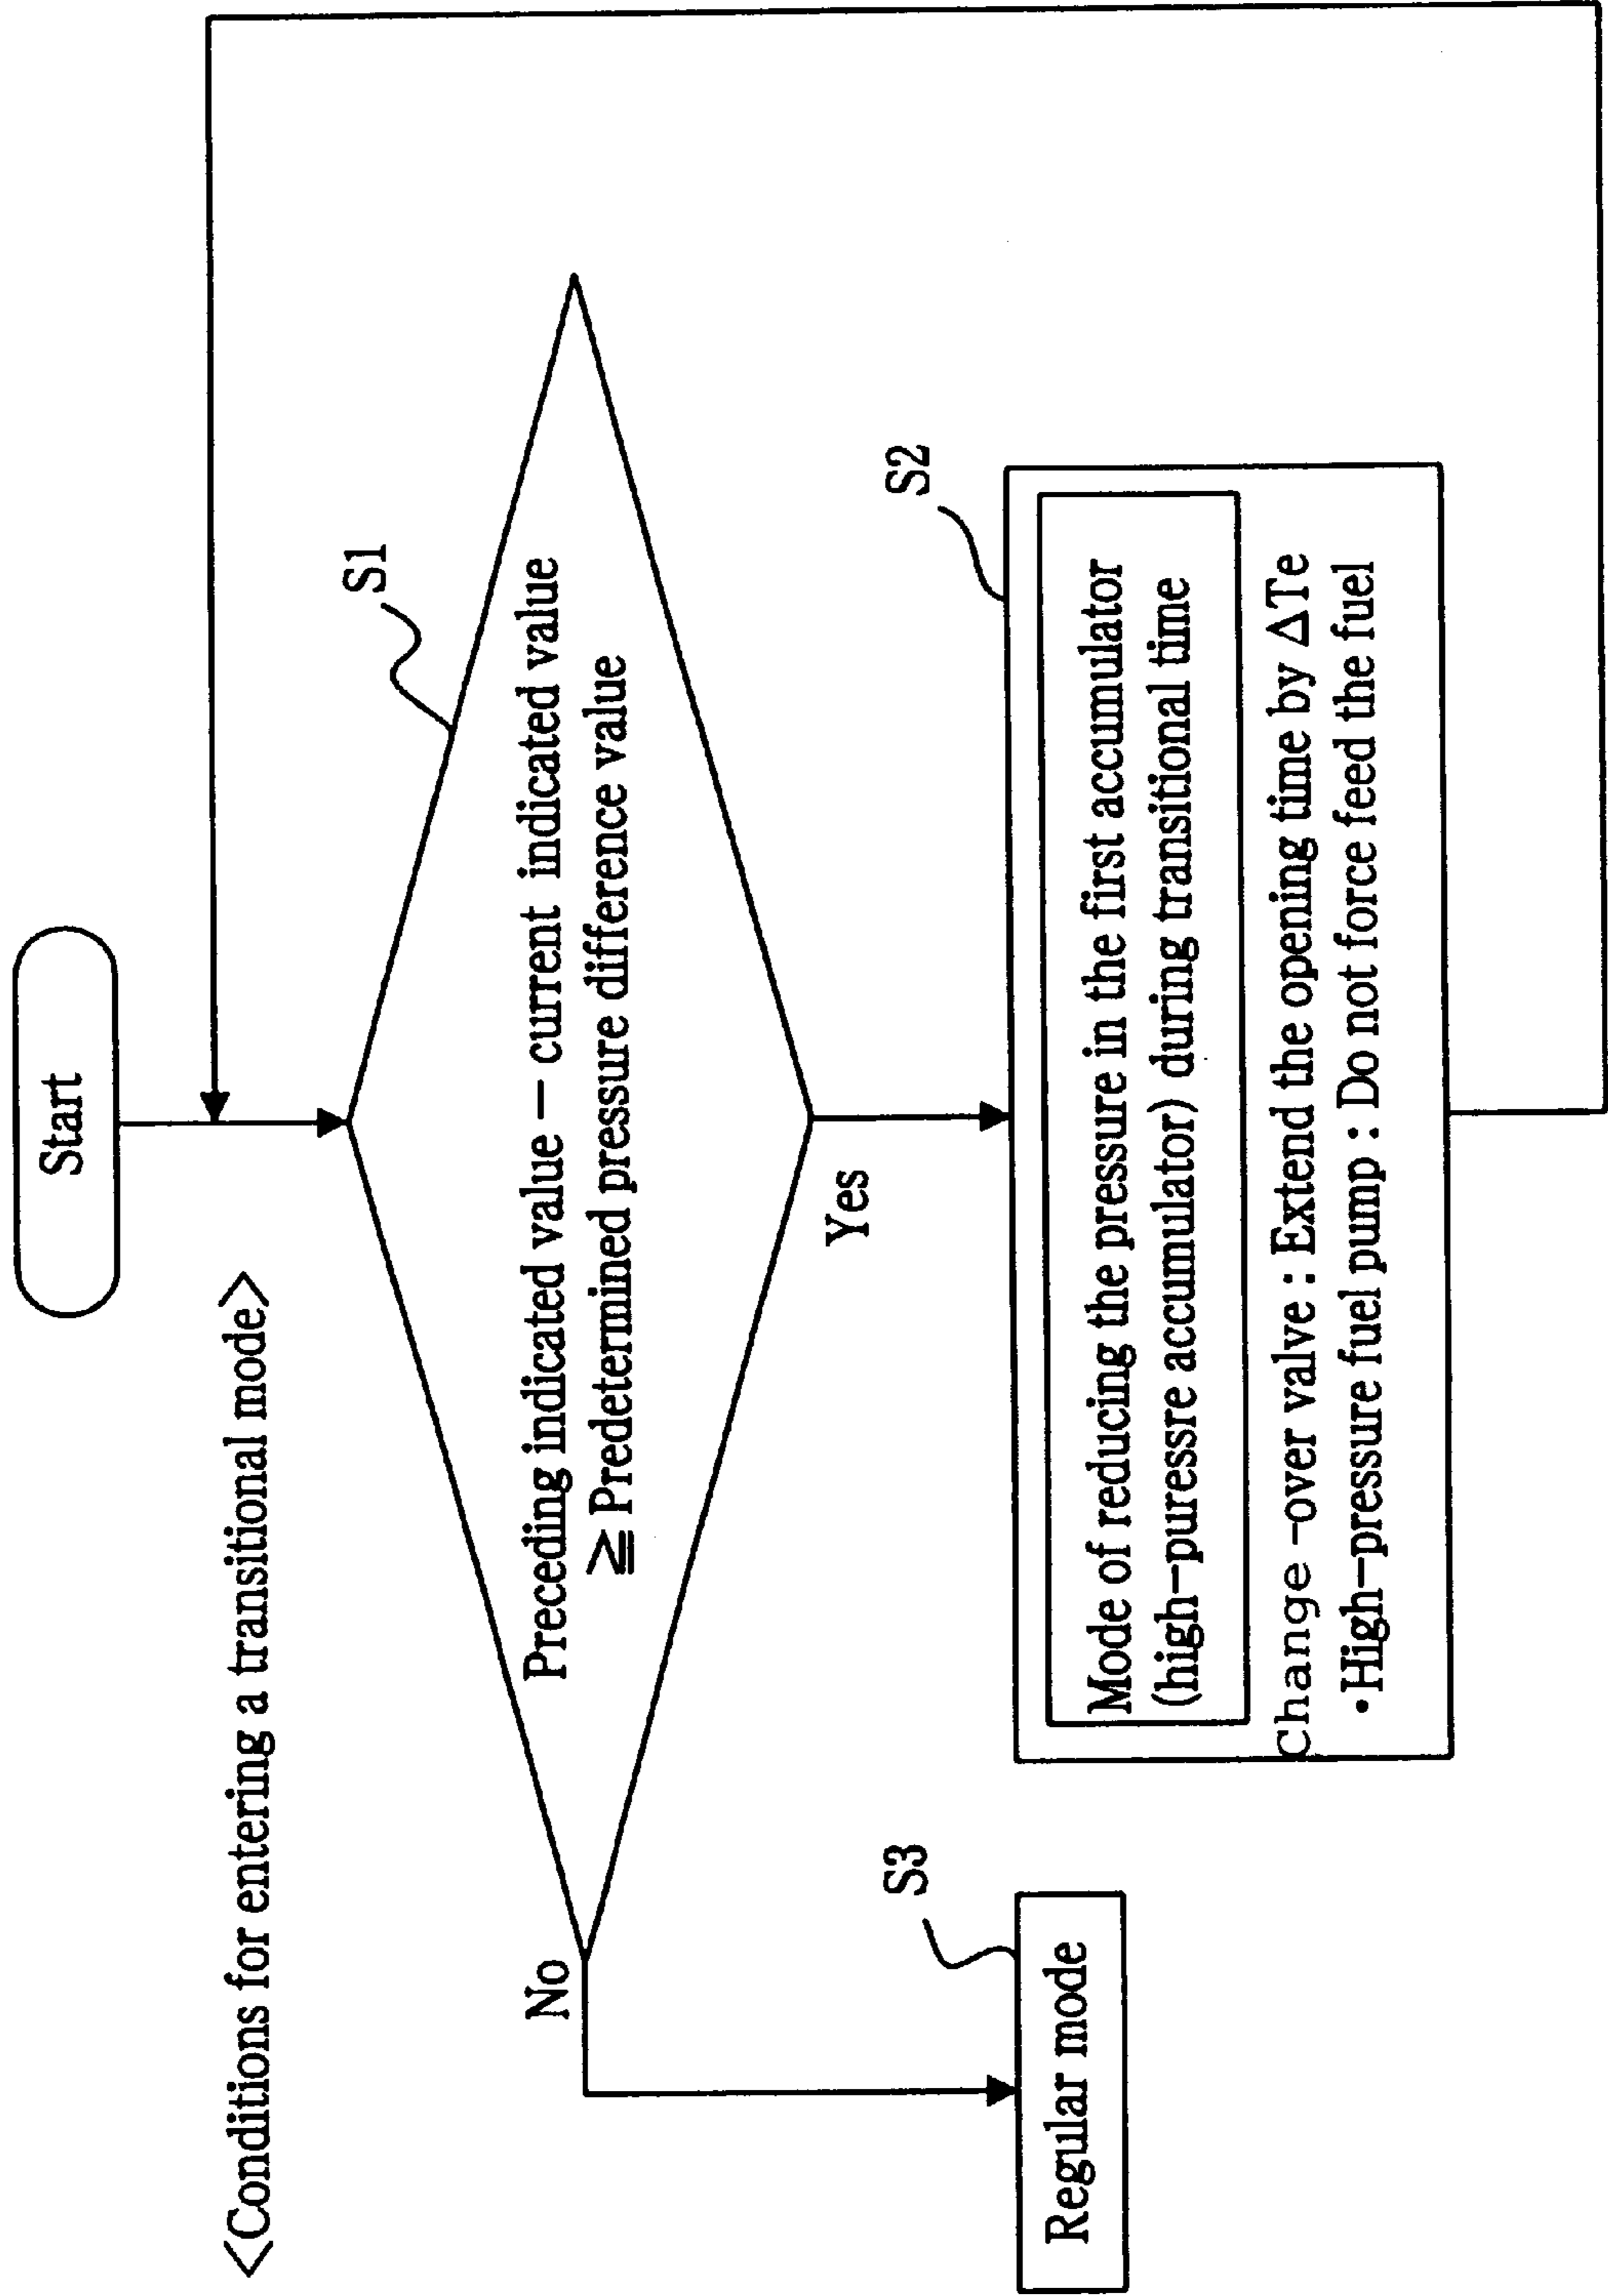 Start
<Conditions for entering a transitional mode>
S1
Preceding indicated value – current indicated value
≧Predetermined pressure difference value
No
Yes
S2
Mode of reducing the pressure in the first accumulator
(high-puressre accumulator) during transitional time
Change-over valve : Extend the opening time by ΔTe
•High-pressure fuel pump : Do not force feed the fuel
S3
Regular mode